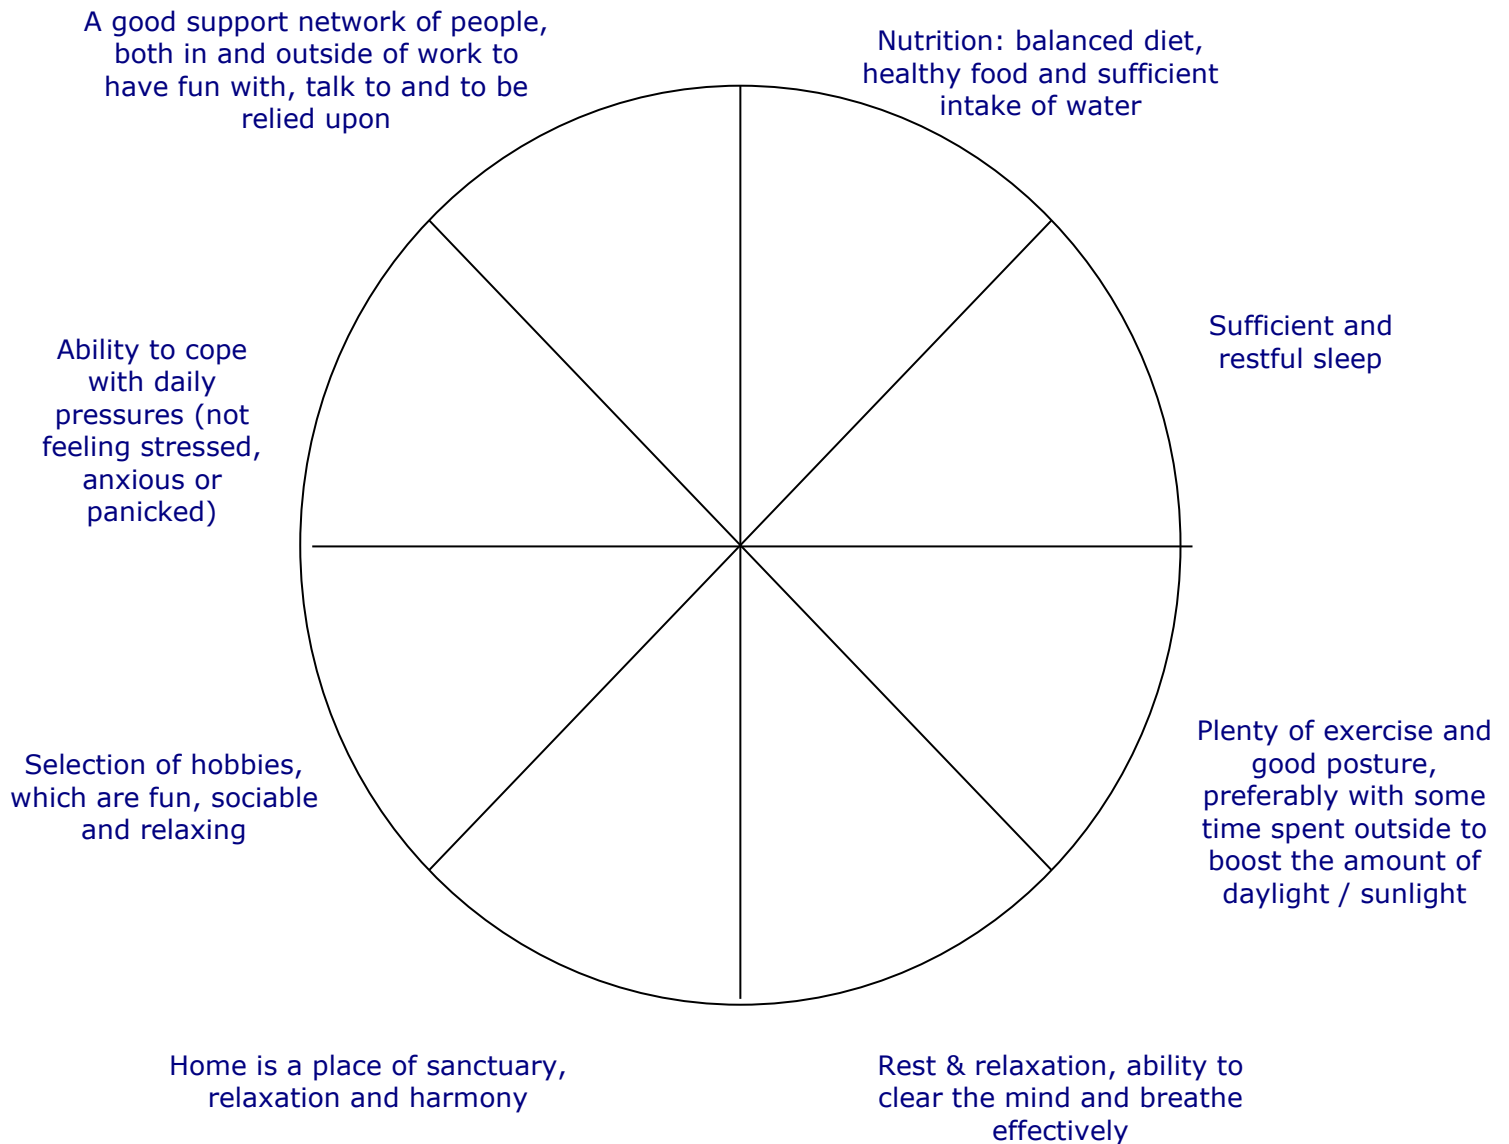 A good support network of people,
both in and outside of work to
have fun with, talk to and to be
relied upon
Nutrition: balanced diet,
healthy food and sufficient
intake of water
Sufficient and
restful sleep
Ability to cope
with daily
pressures (not
feeling stressed,
anxious or
panicked)
Plenty of exercise and
good posture,
preferably with some
time spent outside to
boost the amount of
daylight / sunlight
Selection of hobbies,
which are fun, sociable
and relaxing
Home is a place of sanctuary,
relaxation and harmony
Rest & relaxation, ability to
clear the mind and breathe
effectively